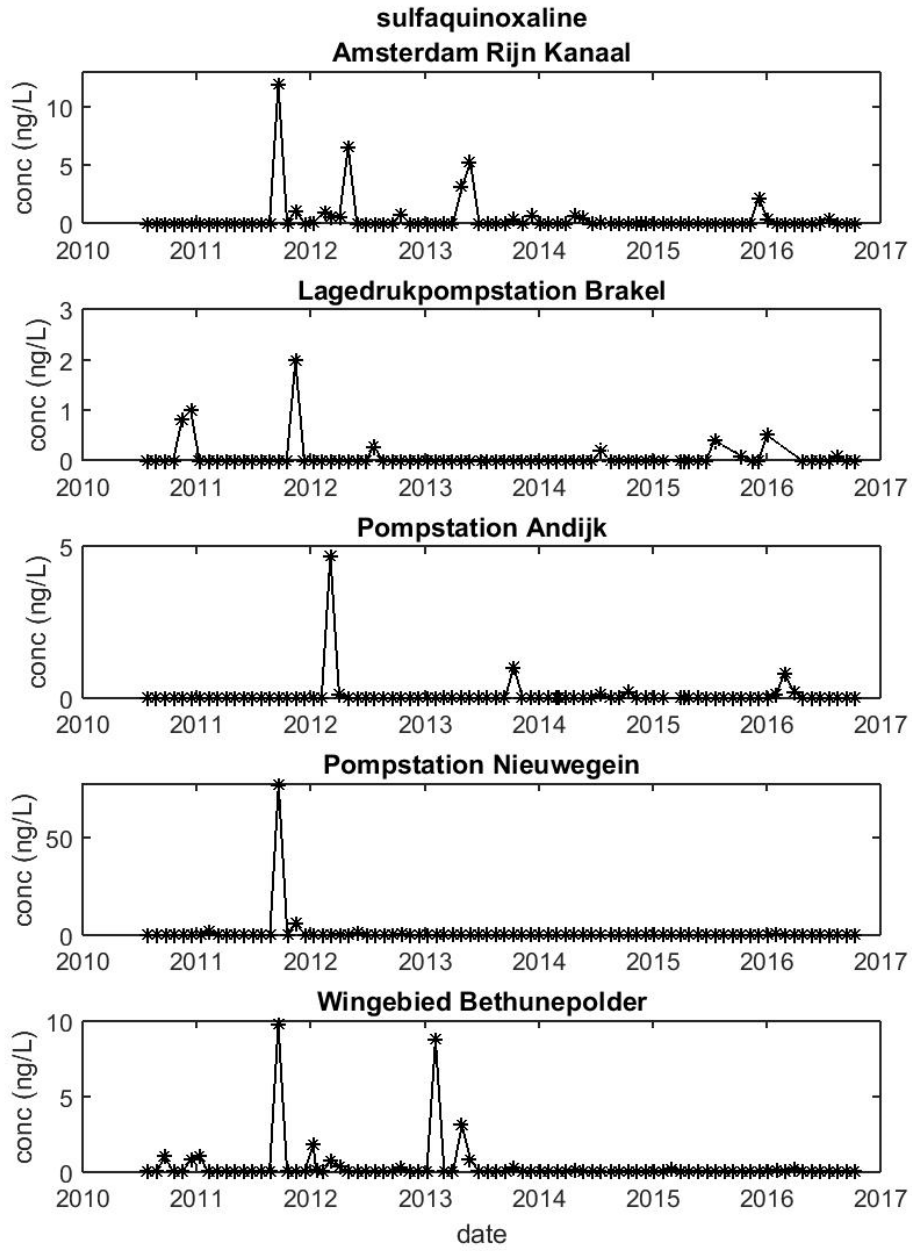 sulfaquinoxaline
Amsterdam Rijn Kanaal
conc (ng/L)
10
5
0
2010 2011 2012 2013 2014 2015 2016 2017
Lagedrukpompstation Brakel
conc (ng/L)
3
2
1
0
2010 2011 2012 2013 2014 2015 2016 2017
Pompstation Andijk
conc (ng/L)
5
0
2010 2011 2012 2013 2014 2015 2016 2017
Pompstation Nieuwegein
conc (ng/L)
50
0
2010 2011 2012 2013 2014 2015 2016 2017
Wingebied Bethunepolder
conc (ng/L)
10
5
0
2010 2011 2012 2013 2014 2015 2016 2017
date